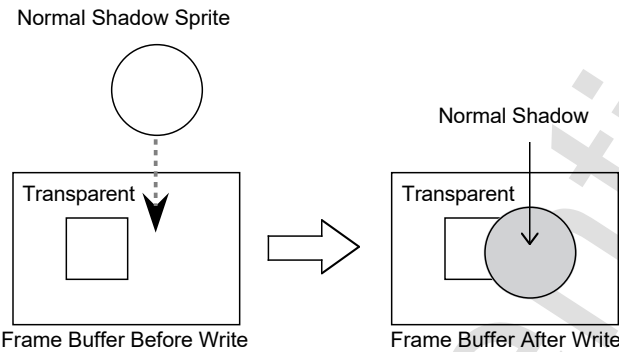 Normal Shadow Sprite
Normal Shadow
Transparent
Transparent
Frame Buffer Before Write
Frame Buffer After Write